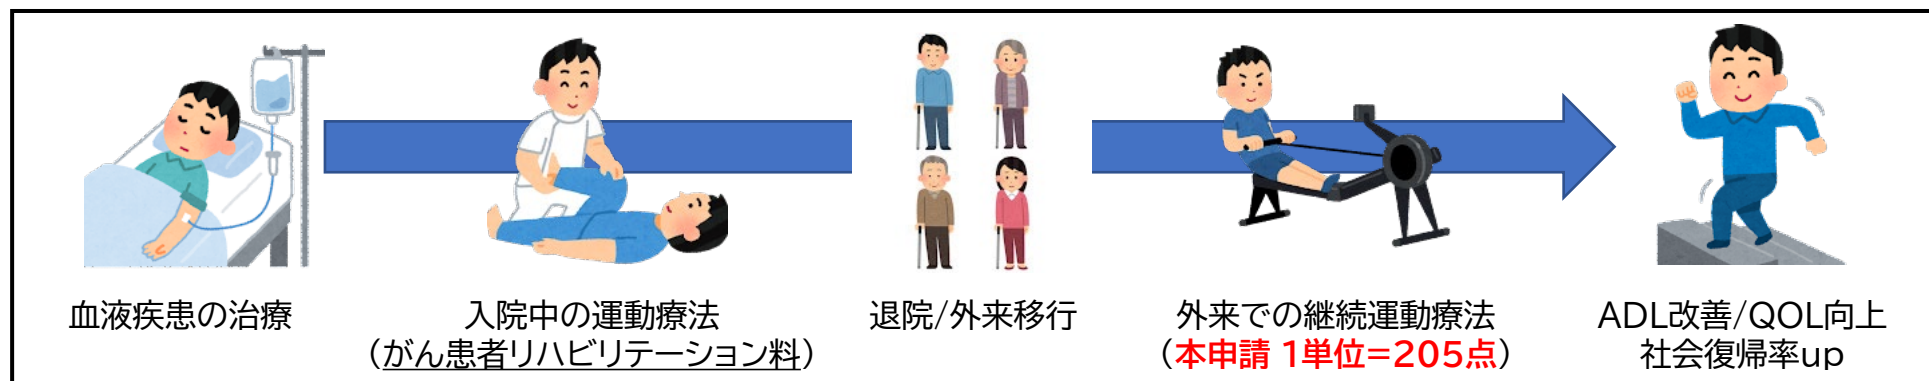 血液疾患の治療
入院中の運動療法
（がん患者リハビリテーション料）
退院/外来移行
外来での継続運動療法
（本申請 1単位＝205点）
ADL改善/QOL向上
社会復帰率up